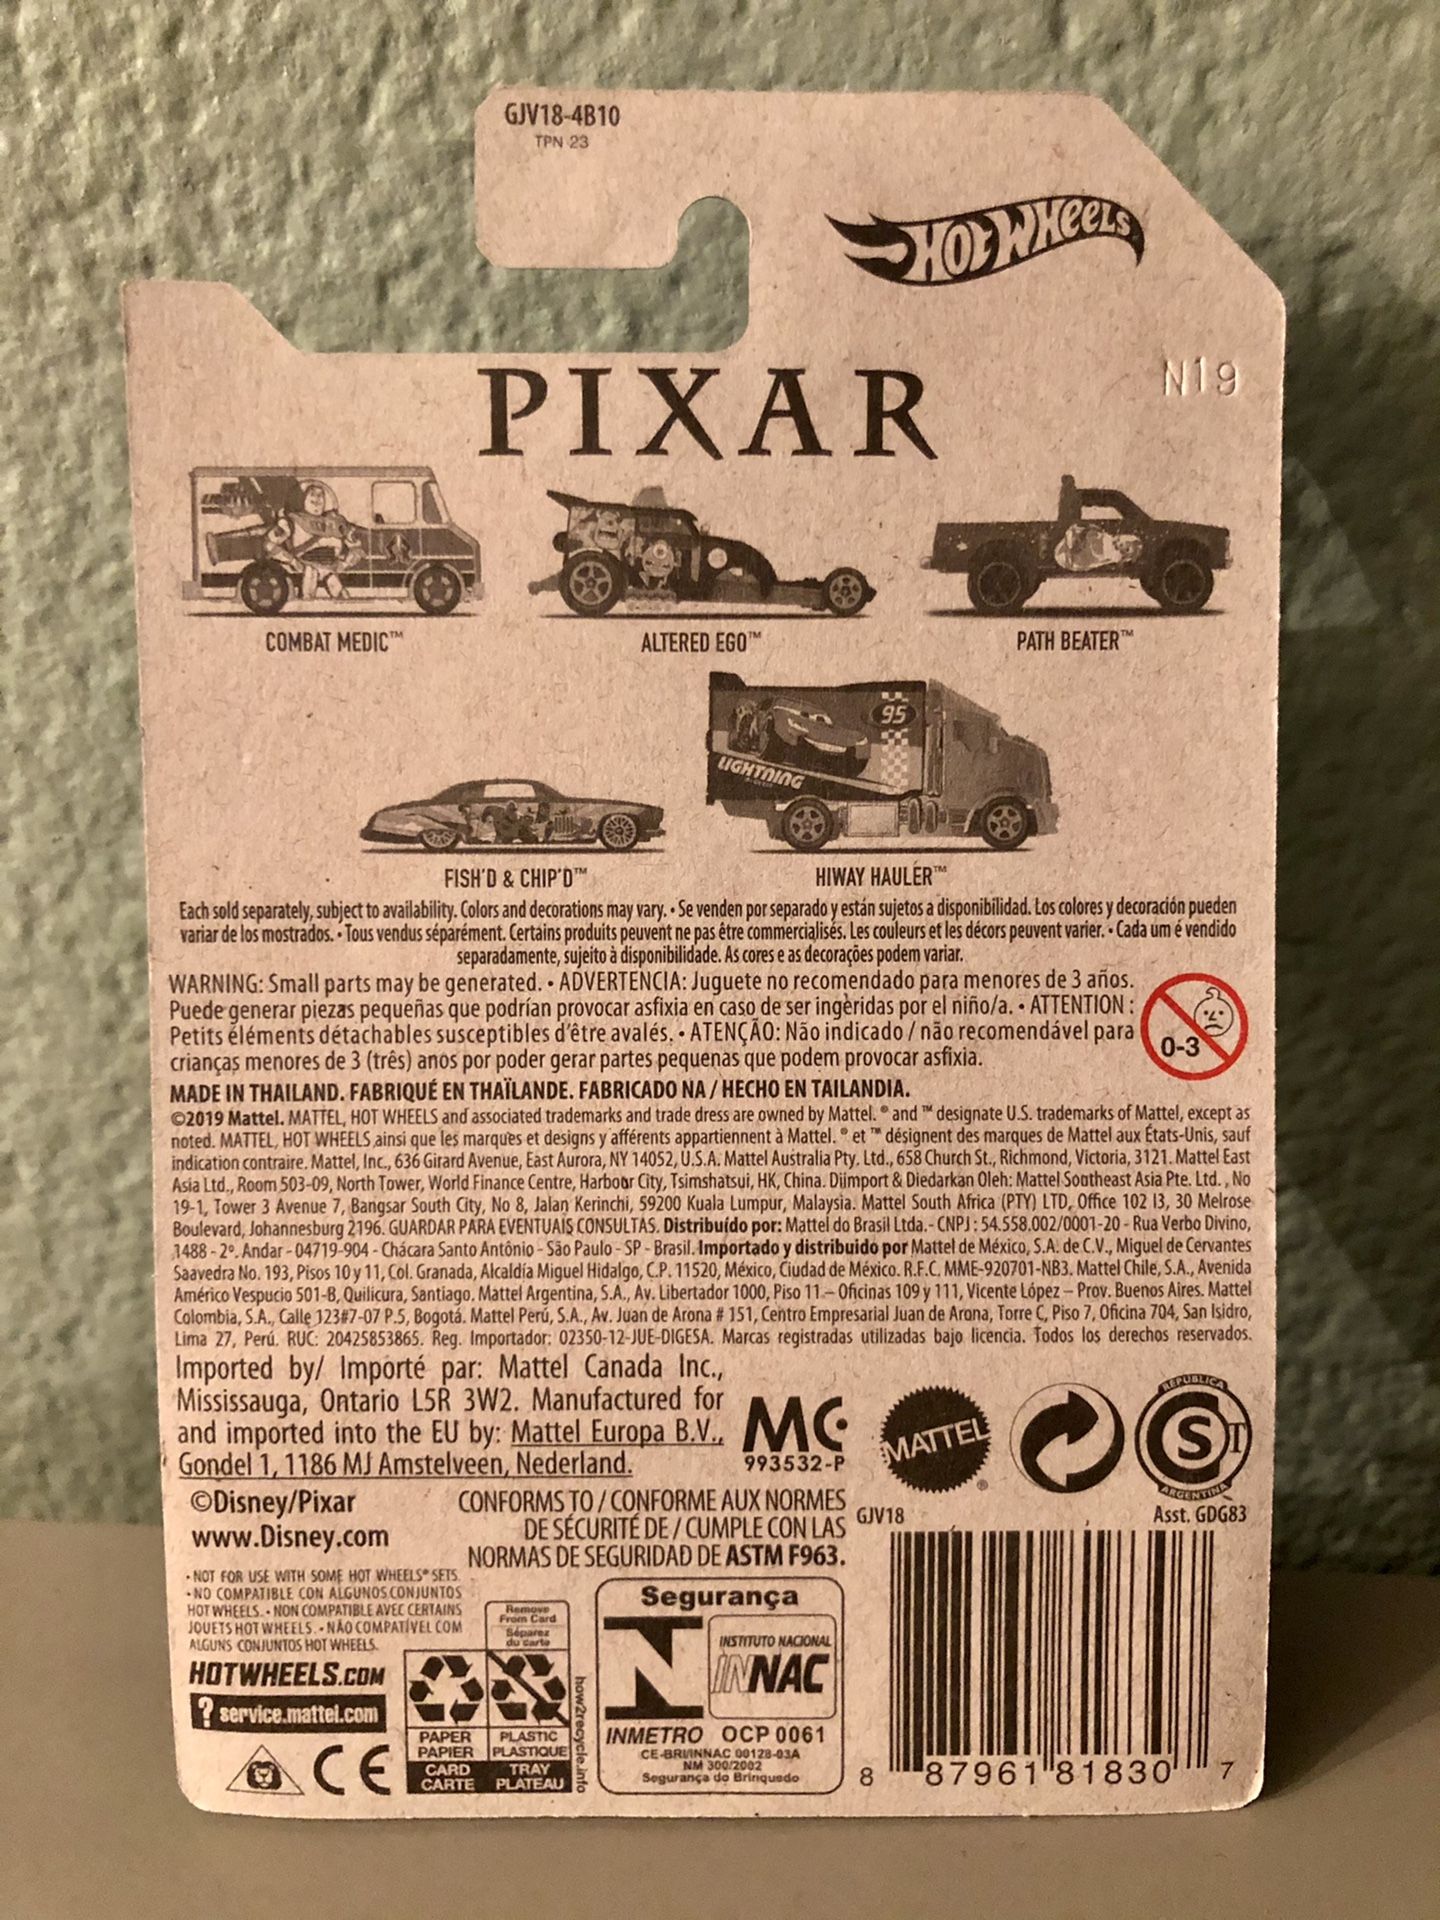 GJV18-4B10
TPN 23
HOT WHEELS
PIXAR
N19
COMBAT MEDIC™
ALTERED EGO™
PATH BEATER™
95
LIGHTNING
FISH'D & CHIP'D™
HIWAY HAULER™
Each sold separately, subject to availability. Colors and decorations may vary. • Se venden por separado y están sujetos a disponibilidad. Los colores y decoración pueden
variar de los mostrados. • Tous vendus séparément. Certains produits peuvent ne pas être commercialisés. Les couleurs et les décors peuvent varier. • Cada um é vendido
separadamente, sujeito à disponibilidade. As cores e as decorações podem variar.
WARNING: Small parts may be generated. • ADVERTENCIA: Juguete no recomendado para menores de 3 años.
Puede generar piezas pequeñas que podrían provocar asfixia en caso de ser ingeridas por el niño/a. • ATTENTION :
Petits éléments détachables susceptibles d'être avalés. • ATENÇÃO: Não indicado / não recomendável para
crianças menores de 3 (três) anos por poder gerar partes pequenas que podem provocar asfixia.
0-3
MADE IN THAILAND. FABRIQUÉ EN THAÏLANDE. FABRICADO NA / HECHO EN TAILANDIA.
©2019 Mattel. MATTEL, HOT WHEELS and associated trademarks and trade dress are owned by Mattel. ® and ™ designate U.S. trademarks of Mattel, except as
noted. MATTEL, HOT WHEELS ainsi que les marques et designs y afférents appartiennent à Mattel. ® et ™ désignent des marques de Mattel aux États-Unis, sauf
indication contraire. Mattel, Inc., 636 Girard Avenue, East Aurora, NY 14052, U.S.A. Mattel Australia Pty. Ltd., 658 Church St., Richmond, Victoria, 3121. Mattel East
Asia Ltd., Room 503-09, North Tower, World Finance Centre, Harbour City, Tsimshatsui, HK, China. Diimport & Diedarkan Oleh: Mattel Southeast Asia Pte. Ltd. , No
19-1, Tower 3 Avenue 7, Bangsar South City, No 8, Jalan Kerinchi, 59200 Kuala Lumpur, Malaysia. Mattel South Africa (PTY) LTD, Office 102 I3, 30 Melrose
Boulevard, Johannesburg 2196. GUARDAR PARA EVENTUAIS CONSULTAS. Distribuído por: Mattel do Brasil Ltda.- CNPJ : 54.558.002/0001-20 - Rua Verbo Divino,
1488 - 2º. Andar - 04719-904 - Chácara Santo Antônio - São Paulo - SP - Brasil. Importado y distribuido por Mattel de México, S.A. de C.V., Miguel de Cervantes
Saavedra No. 193, Pisos 10 y 11, Col. Granada, Alcaldía Miguel Hidalgo, C.P. 11520, México, Ciudad de México. R.F.C. MME-920701-NB3. Mattel Chile, S.A., Avenida
Américo Vespucio 501-B, Quilicura, Santiago. Mattel Argentina, S.A., Av. Libertador 1000, Piso 11 – Oficinas 109 y 111, Vicente López – Prov. Buenos Aires. Mattel
Colombia, S.A., Calle 123#7-07 P.5, Bogotá. Mattel Perú, S.A., Av. Juan de Arona # 151, Centro Empresarial Juan de Arona, Torre C, Piso 7, Oficina 704, San Isidro,
Lima 27, Perú. RUC: 20425853865. Reg. Importador: 02350-12-JUE-DIGESA. Marcas registradas utilizadas bajo licencia. Todos los derechos reservados.
Imported by/ Importé par: Mattel Canada Inc.,
Mississauga, Ontario L5R 3W2. Manufactured for
and imported into the EU by: Mattel Europa B.V.,
Gondel 1, 1186 MJ Amstelveen, Nederland.
MC
993532-P
MATTEL
®
REPUBLICA
S
T
ARGENTINA
©Disney/Pixar
www.Disney.com
CONFORMS TO / CONFORME AUX NORMES
DE SÉCURITÉ DE / CUMPLE CON LAS
NORMAS DE SEGURIDAD DE ASTM F963.
GJV18
Asst. GDG83
• NOT FOR USE WITH SOME HOT WHEELS® SETS.
• NO COMPATIBLE CON ALGUNOS CONJUNTOS
HOT WHEELS. • NON COMPATIBLE AVEC CERTAINS
JOUETS HOT WHEELS. • NÃO COMPATÍVEL COM
ALGUNS CONJUNTOS HOT WHEELS.
HOTWHEELS.COM
? service.mattel.com
CE
Remove
From Card
Séparez
du carte
PAPER
PAPIER
PLASTIC
PLASTIQUE
CARD
CARTE
TRAY
PLATEAU
how2recycle.info
Segurança
INSTITUTO NACIONAL
INNAC
INMETRO OCP 0061
CE-BRI/INNAC 00128-03A
NM 300/2002
Segurança do Brinquedo
8 87961 81830 7